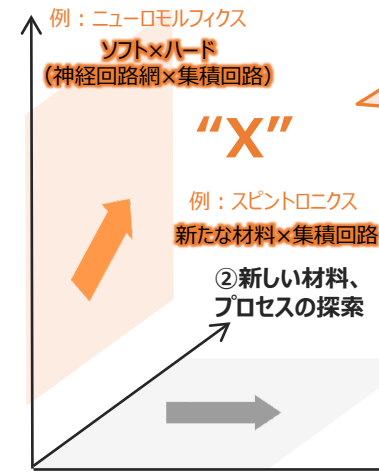 例：ニューロモルフィクス
ソフト×ハード
（神経回路網×集積回路）
“X”
例：スピントロニクス
新たな材料×集積回路
②新しい材料、
プロセスの探索